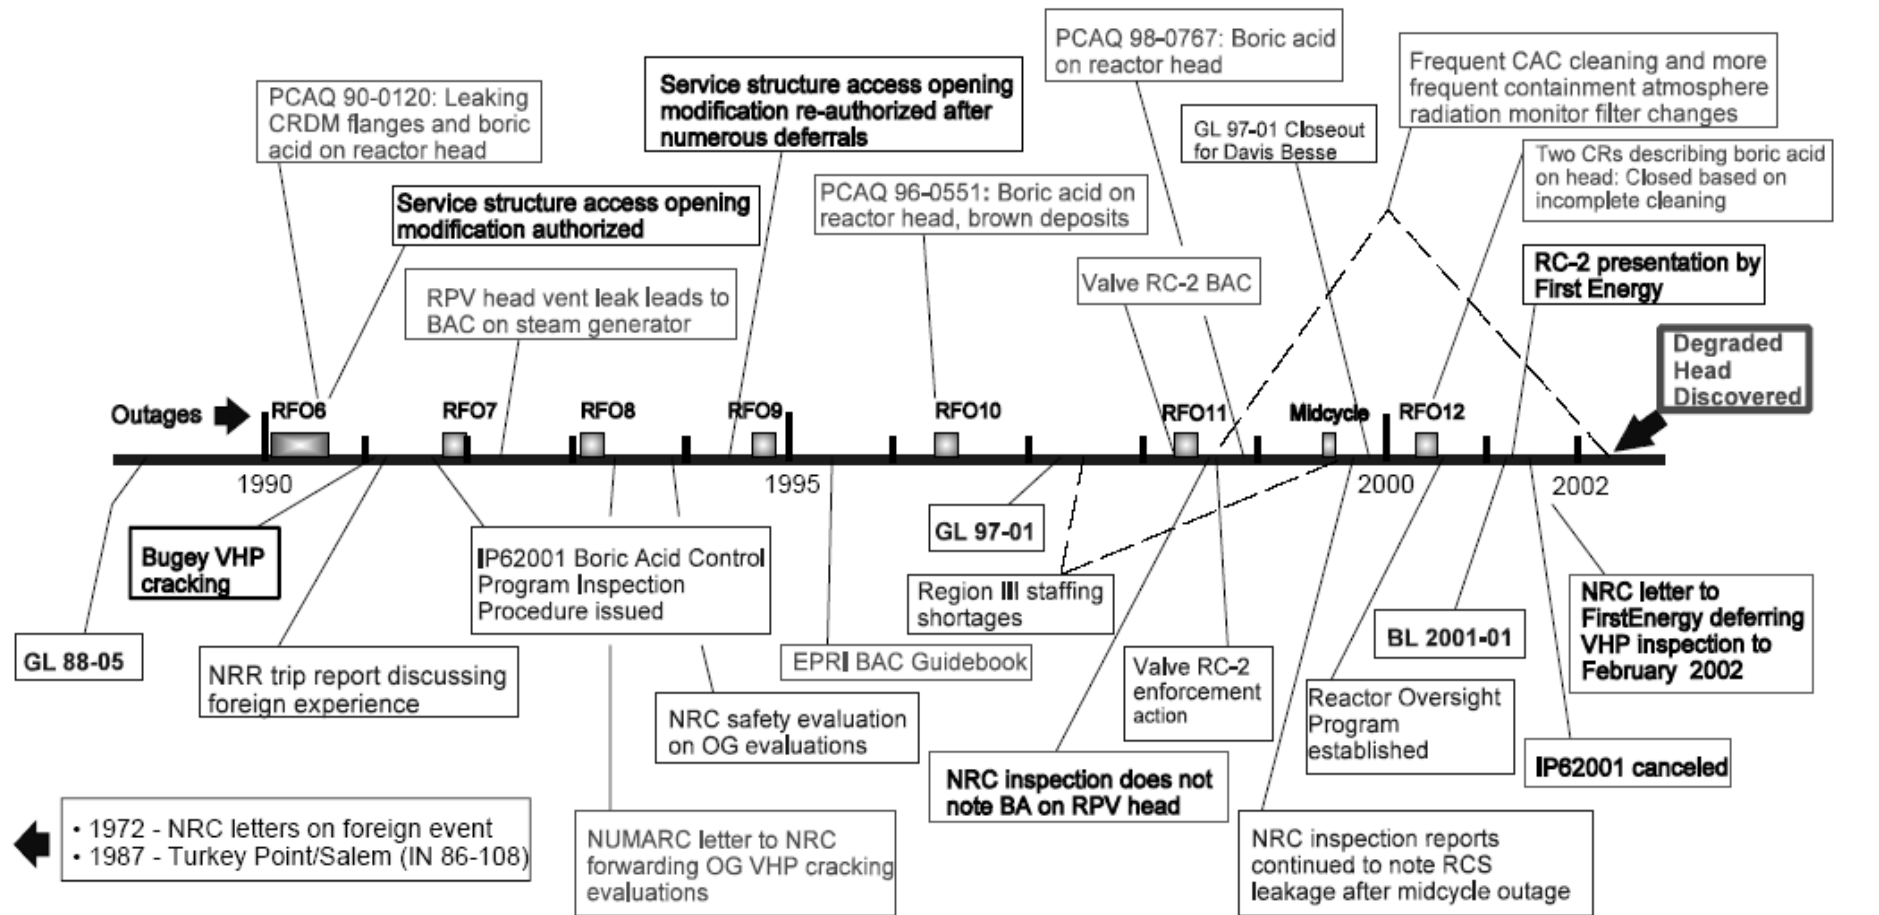 PCAQ 90-0120: Leaking
CRDM flanges and boric
acid on reactor head
Service structure access opening
modification authorized
RPV head vent leak leads to
BAC on steam generator
Service structure access opening
modification re-authorized after
numerous deferrals
PCAQ 96-0551: Boric acid on
reactor head, brown deposits
PCAQ 98-0767: Boric acid
on reactor head
Valve RC-2 BAC
GL 97-01 Closeout
for Davis Besse
Frequent CAC cleaning and more
frequent containment atmosphere
radiation monitor filter changes
Two CRs describing boric acid
on head: Closed based on
incomplete cleaning
RC-2 presentation by
First Energy
Degraded
Head
Discovered
Outages
RFO6
RFO7
RFO8
RFO9
RFO10
RFO11
Midcycle
RFO12
1990
1995
2000
2002
GL 88-05
Bugey VHP
cracking
NRR trip report discussing
foreign experience
IP62001 Boric Acid Control
Program Inspection
Procedure issued
NUMARC letter to NRC
forwarding OG VHP cracking
evaluations
NRC safety evaluation
on OG evaluations
EPRI BAC Guidebook
GL 97-01
Region III staffing
shortages
NRC inspection does not
note BA on RPV head
Valve RC-2
enforcement
action
NRC inspection reports
continued to note RCS
leakage after midcycle outage
Reactor Oversight
Program
established
BL 2001-01
IP62001 canceled
NRC letter to
FirstEnergy deferring
VHP inspection to
February 2002
• 1972 - NRC letters on foreign event
• 1987 - Turkey Point/Salem (IN 86-108)